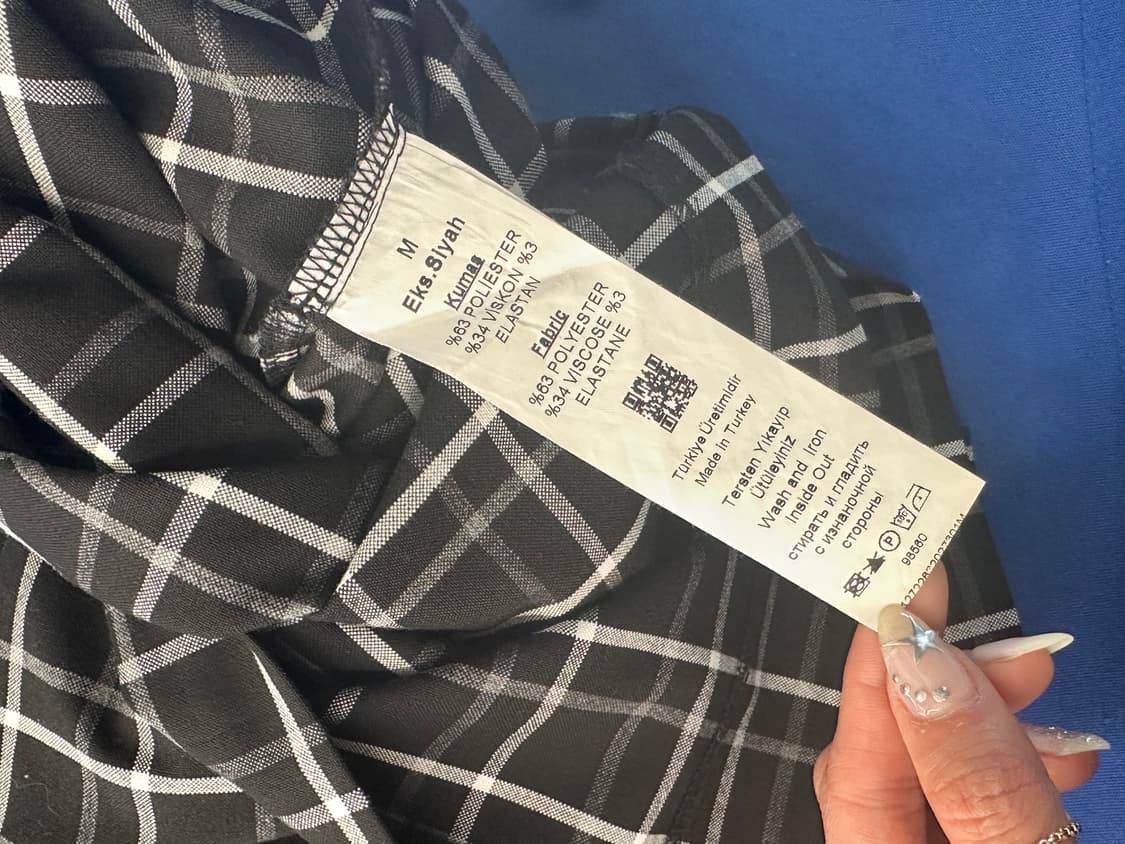 M
Eks.Siyah
Kumaş
%63 POLIESTER
%34 VISKON %3
ELASTAN
Fabric
%63 POLYESTER
%34 VISCOSE %3
ELASTANE
Türkiye Üretimidir
Made in Turkey
Tersten Yıkayıp
Ütüleyiniz
Wash and Iron
Inside Out
стирать и гладить
с изнаночной
стороны
P
98580